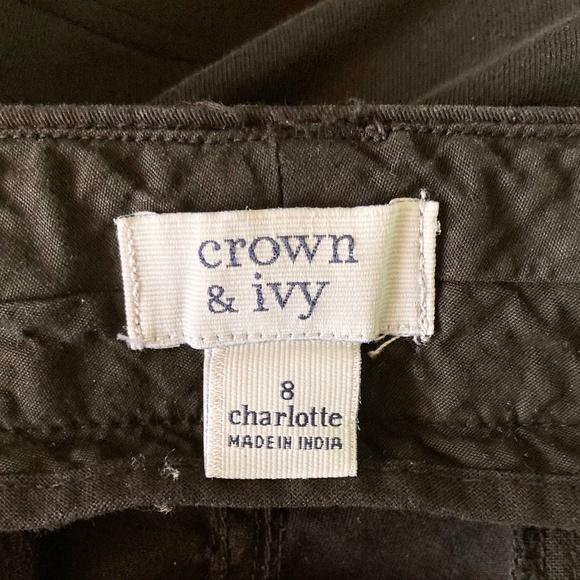 crown
& ivy
8
charlotte
MADE IN INDIA